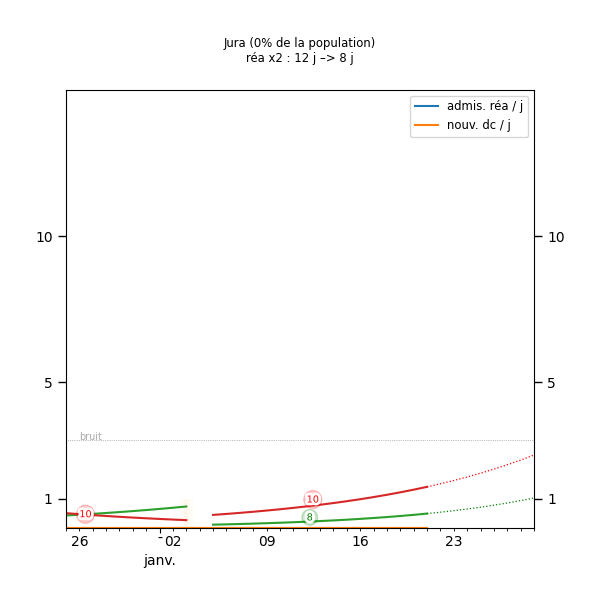 Jura (0% de la population)
réa x2 : 12 j –> 8 j
admis. réa / j
nouv. dc / j
10
10
5
5
bruit
1
1
10
10
8
26
02
09
16
23
janv.